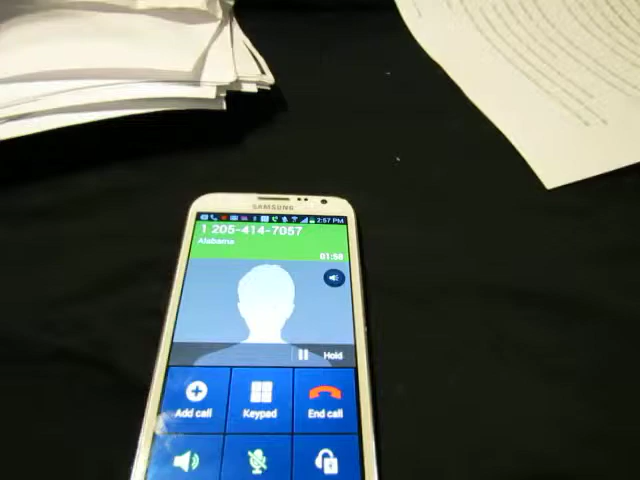 SAMSUNG
2:57 PM
1 205-414-7057
Alabama
01:58
Hold
Add call
Keypad
End call